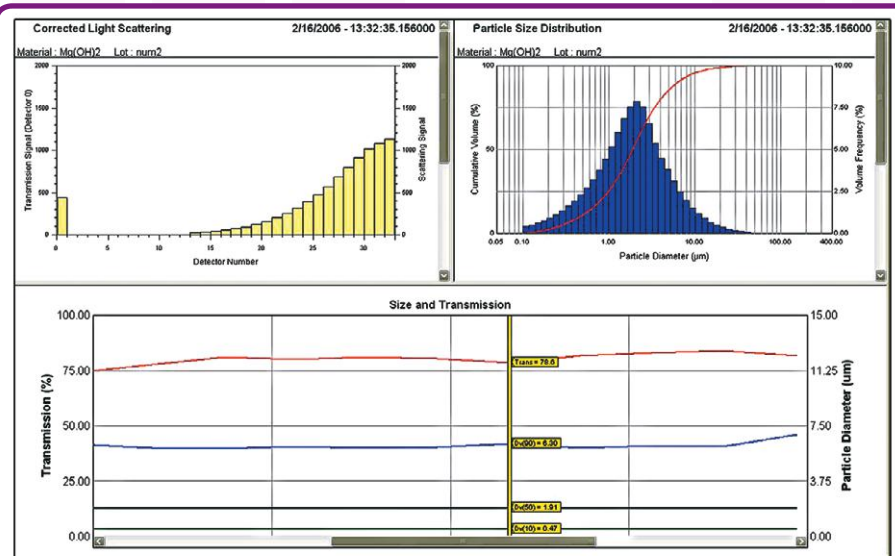 Corrected Light Scattering 2/16/2006 - 13:32:35.156000
Material : Mg(OH)2 Lot : num2
2000
1500
1000
500
0
Transmission Signal (Detector 0)
2000
1500
1000
500
0
Scattering Signal
0 5 10 15 20 25 30
Detector Number
Particle Size Distribution 2/16/2006 - 13:32:35.156000
Material : Mg(OH)2 Lot : num2
100
50
0
Cumulative Volume (%)
10.00
7.50
5.00
2.50
0.00
Volume Frequency (%)
0.05 0.10 1.00 10.00 100.00 400.00
Particle Diameter (µm)
Size and Transmission
100.00
75.00
50.00
25.00
0.00
Transmission (%)
15.00
11.25
7.50
3.75
0.00
Particle Diameter (um)
Trans = 78.6
Dv(90) = 6.30
Dv(50) = 1.91
Dv(10) = 0.47